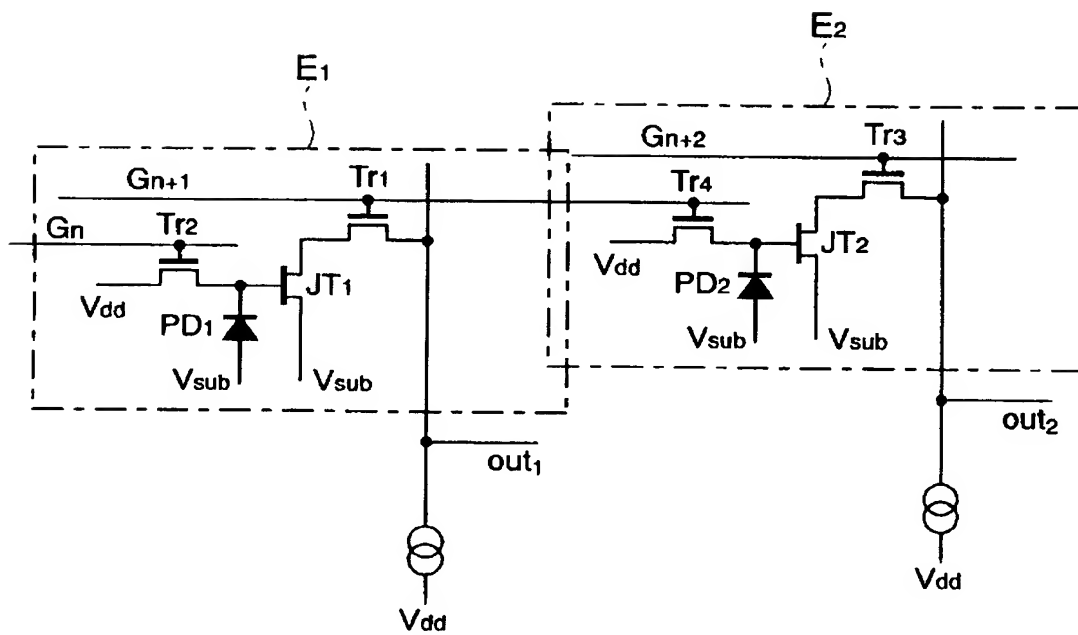 E1
E2
Gn+2
Tr3
Gn+1
Tr1
Tr4
Gn
Tr2
Vdd
JT2
PD2
Vdd
JT1
PD1
Vsub
Vsub
Vsub
Vsub
out2
out1
Vdd
Vdd